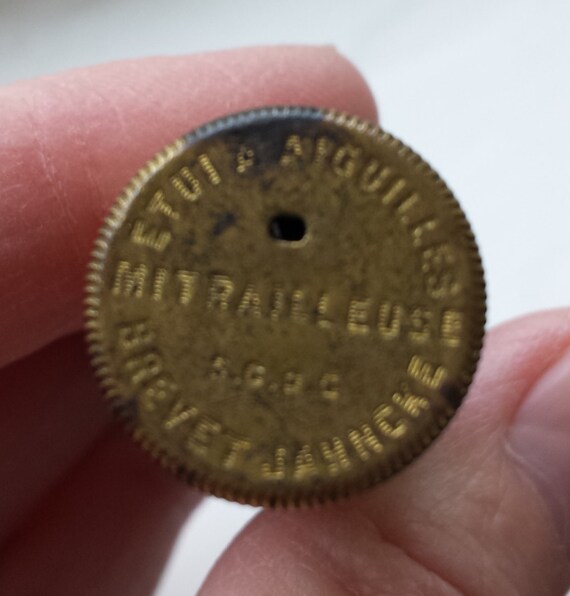 ETUI A AIGUILLES
MITRAILLEUSE
S.G.D.G
BREVET JAHNCKE